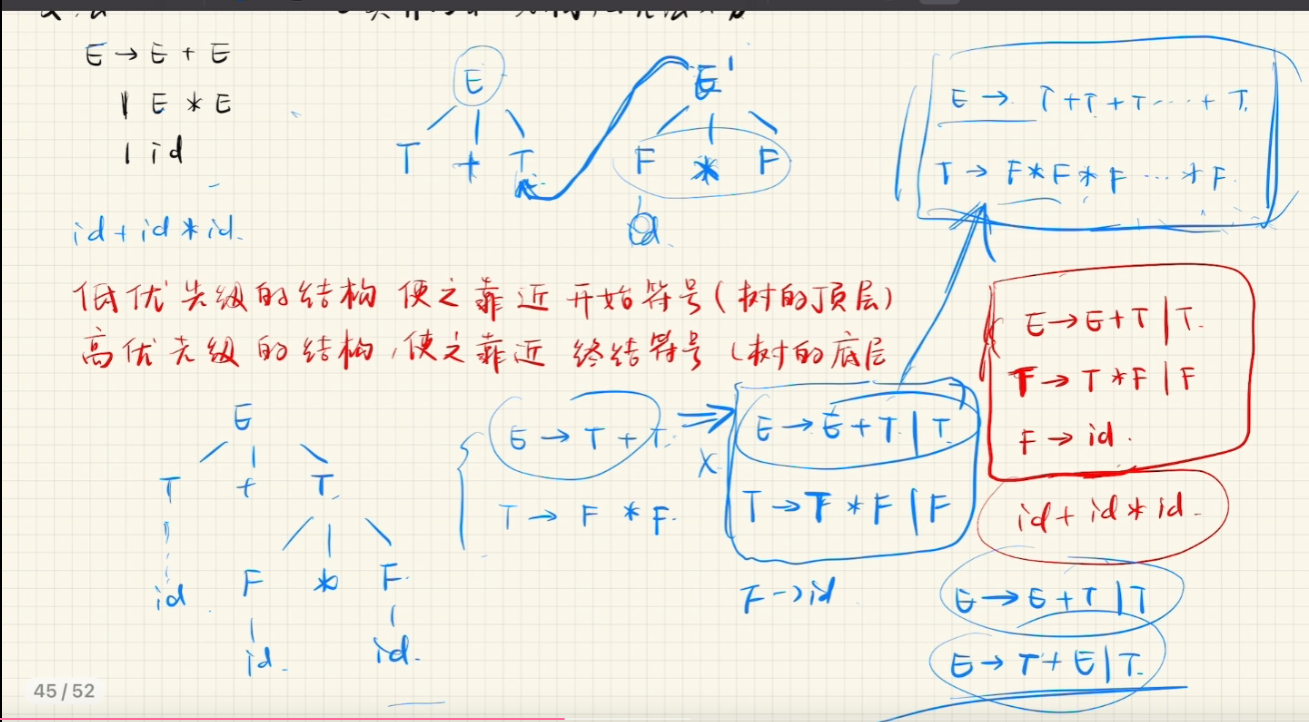 E → E + E
| E * E
| id
id + id * id.
E
T + T
E'
F * F
id.
E → T+T+T…+T.
T → F*F*F…*F.
低优先级的结构 使之靠近 开始符号(树的顶层)
高优先级的结构,使之靠近 终结符号(树的底层
E → E+T | T.
T → T*F | F
F → id.
id + id * id.
E
T + T.
id F * F.
id. id.
E → T + T.
T → F * F.
⇒
x
E → E+T | T.
T → T*F | F
F → id
E → E+T | T
E → T+E | T.
45 / 52